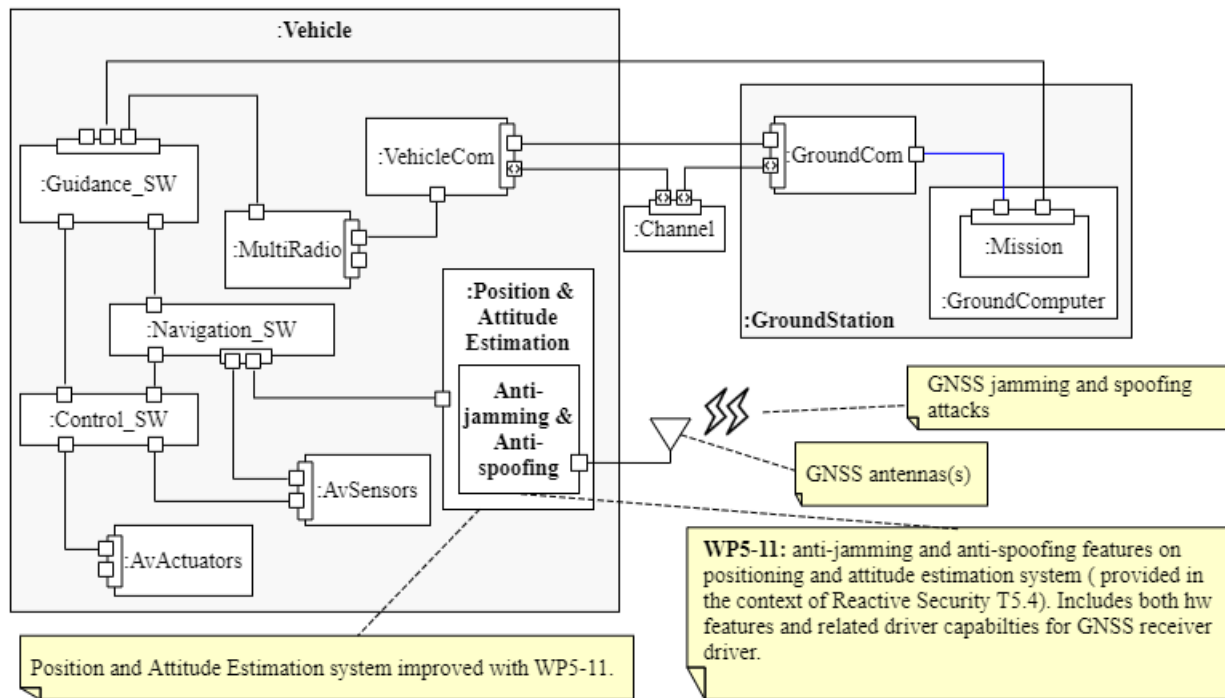 :Vehicle
:Guidance_SW
:VehicleCom
:GroundCom
:MultiRadio
:Channel
:Mission
:GroundComputer
:GroundStation
:Position &
Attitude
Estimation
:Navigation_SW
Anti-
jamming &
Anti-
spoofing
:Control_SW
:AvSensors
:AvActuators
GNSS jamming and spoofing
attacks
GNSS antennas(s)
WP5-11: anti-jamming and anti-spoofing features on
positioning and attitude estimation system ( provided in
the context of Reactive Security T5.4). Includes both hw
features and related driver capabilties for GNSS receiver
driver.
Position and Attitude Estimation system improved with WP5-11.